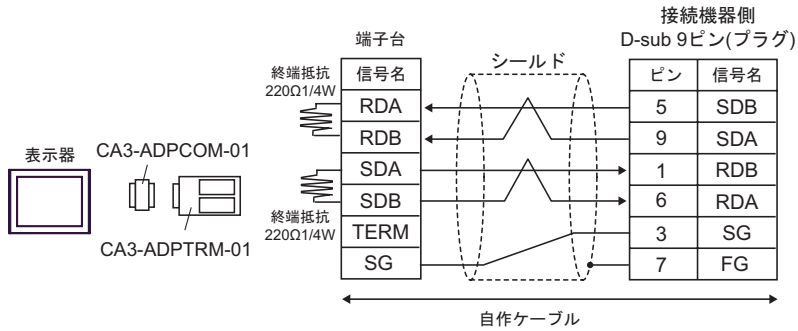 接続機器側
端子台
D-sub 9ピン(プラグ)
シールド
終端抵抗
220Ω1/4W
信号名
ピン
信号名
RDA
5
SDB
RDB
9
SDA
表示器
CA3-ADPCOM-01
SDA
1
RDB
SDB
6
RDA
終端抵抗
220Ω1/4W
CA3-ADPTRM-01
TERM
3
SG
SG
7
FG
自作ケーブル